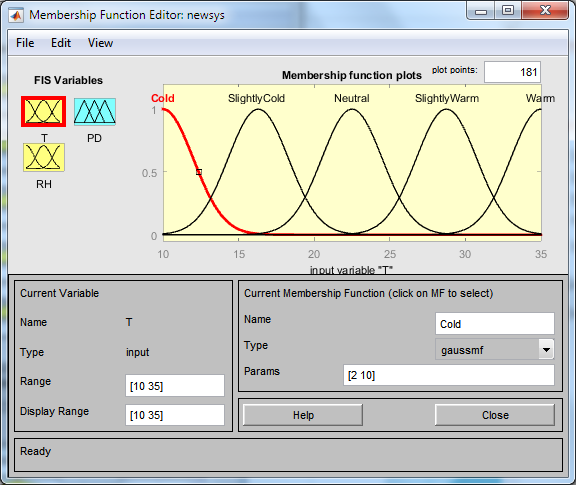 Membership Function Editor: newsys
File Edit View
FIS Variables
T
PD
RH
Membership function plots
plot points:
181
Cold SlightlyCold Neutral SlightlyWarm Warm
1
0.5
0
10 15 20 25 30 35
input variable "T"
Current Variable
Name T
Type input
Range [10 35]
Display Range [10 35]
Current Membership Function (click on MF to select)
Name Cold
Type gaussmf
Params [2 10]
Help Close
Ready